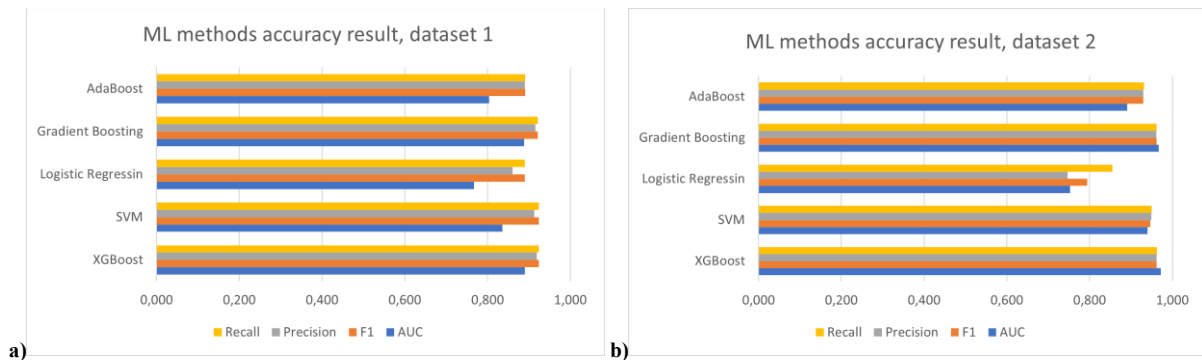 ML methods accuracy result, dataset 1
AdaBoost
Gradient Boosting
Logistic Regressin
SVM
XGBoost
0,000 0,200 0,400 0,600 0,800 1,000
Recall Precision F1 AUC
a)
ML methods accuracy result, dataset 2
AdaBoost
Gradient Boosting
Logistic Regressin
SVM
XGBoost
0,000 0,200 0,400 0,600 0,800 1,000
Recall Precision F1 AUC
b)